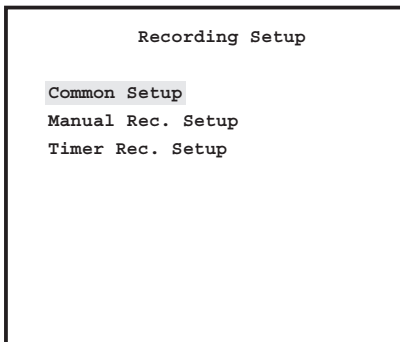 Recording Setup
Common Setup
Manual Rec. Setup
Timer Rec. Setup